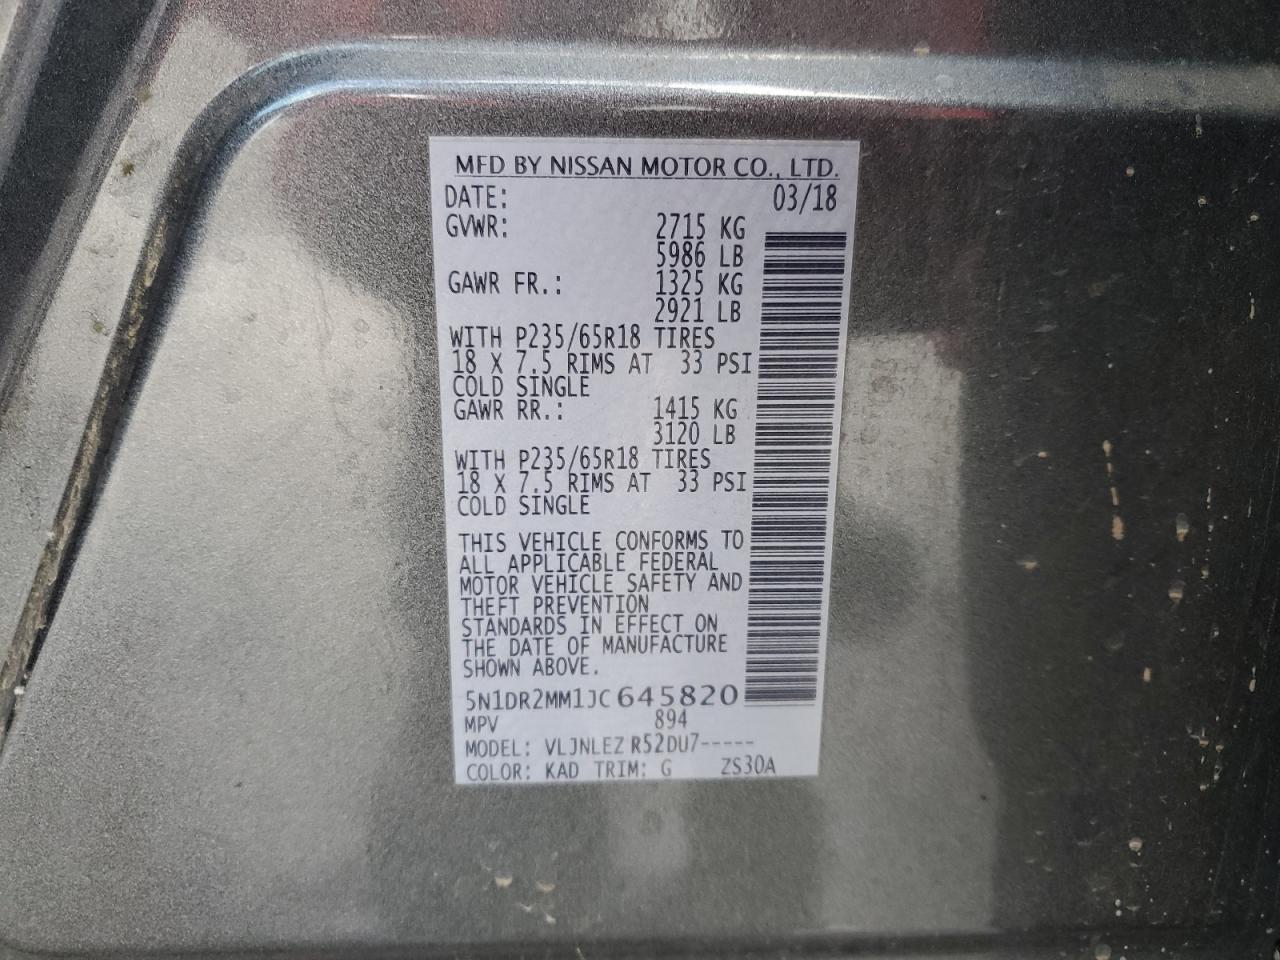 MFD BY NISSAN MOTOR CO., LTD.
DATE: 03/18
GVWR: 2715 KG
5986 LB
GAWR FR.: 1325 KG
2921 LB
WITH P235/65R18 TIRES
18 X 7.5 RIMS AT 33 PSI
COLD SINGLE
GAWR RR.: 1415 KG
3120 LB
WITH P235/65R18 TIRES
18 X 7.5 RIMS AT 33 PSI
COLD SINGLE
THIS VEHICLE CONFORMS TO
ALL APPLICABLE FEDERAL
MOTOR VEHICLE SAFETY AND
THEFT PREVENTION
STANDARDS IN EFFECT ON
THE DATE OF MANUFACTURE
SHOWN ABOVE.
5N1DR2MM1JC645820
MPV 894
MODEL: VLJNLEZ R52DU7-----
COLOR: KAD TRIM: G ZS30A